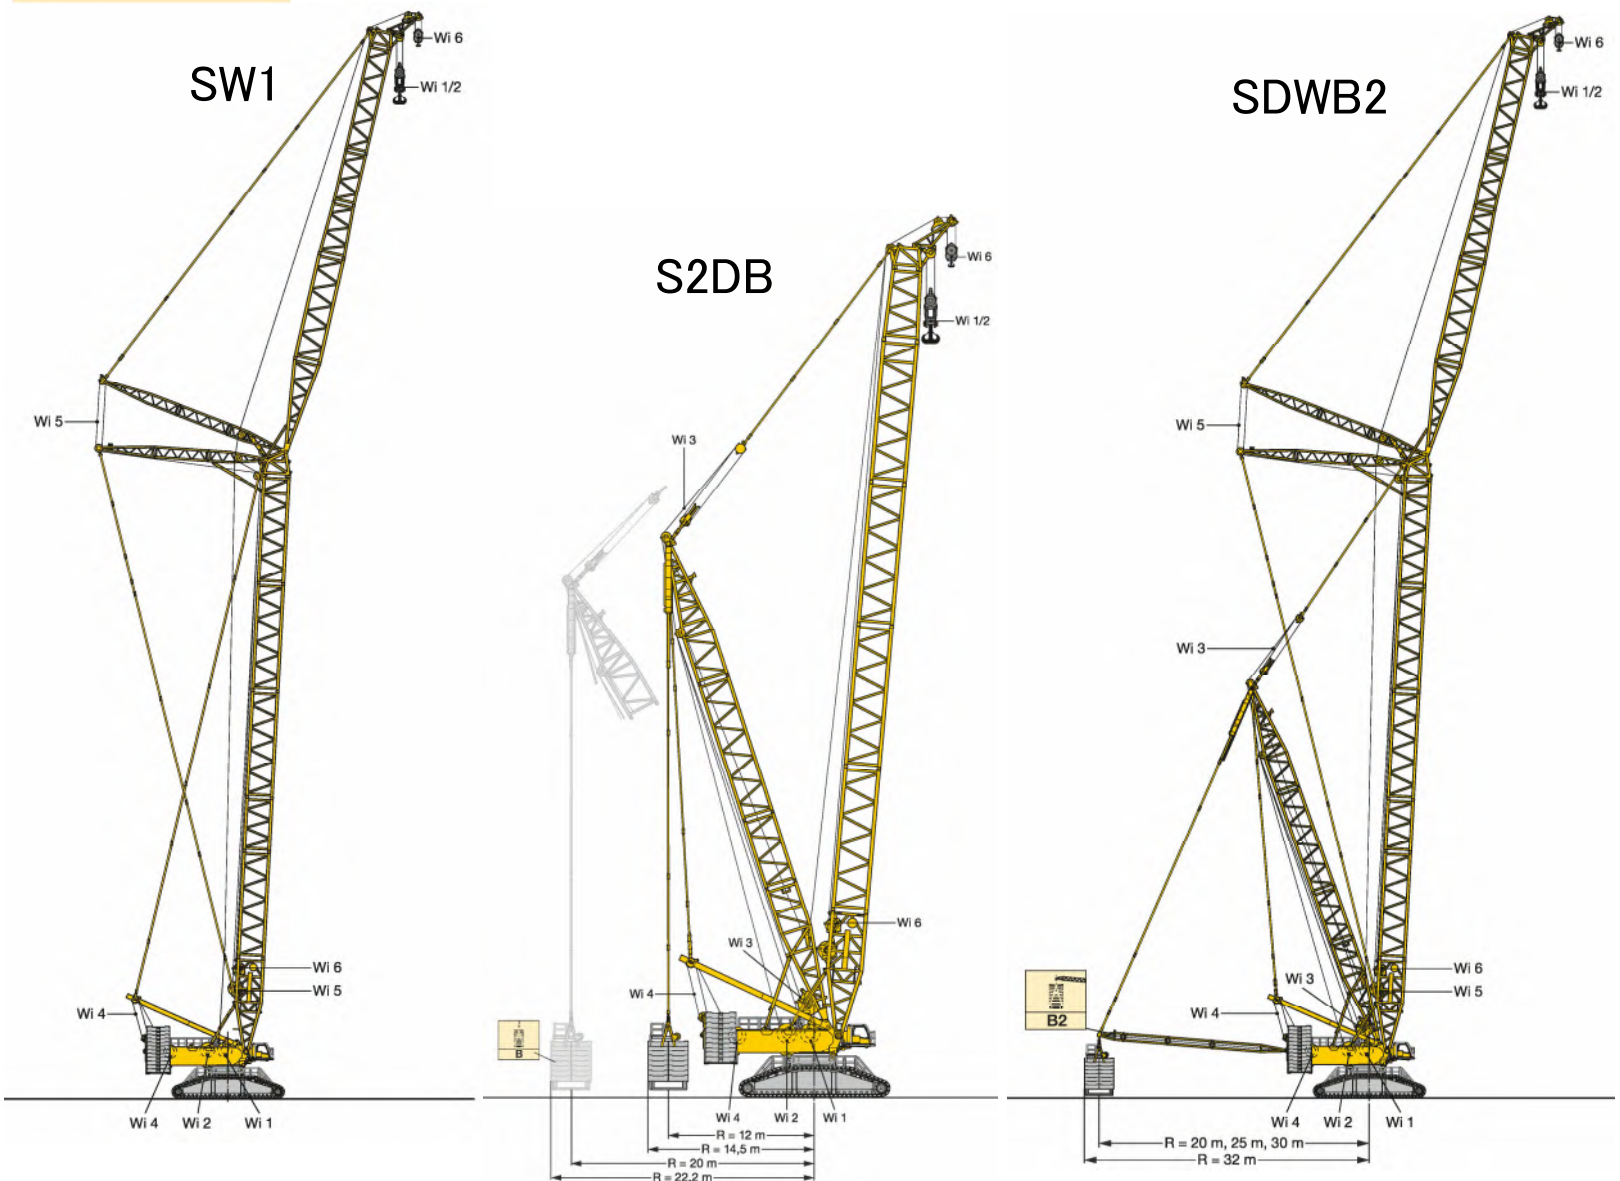 SW1
Wi 6
Wi 1/2
Wi 5
Wi 6
Wi 5
Wi 4
Wi 4
Wi 2
Wi 1
S2DB
Wi 6
Wi 1/2
Wi 3
Wi 6
Wi 3
Wi 4
B
Wi 4
Wi 2
Wi 1
R = 12 m
R = 14,5 m
R = 20 m
R = 22,2 m
SDWB2
Wi 6
Wi 1/2
Wi 5
Wi 3
Wi 6
Wi 3
Wi 5
Wi 4
B2
Wi 4
Wi 2
Wi 1
R = 20 m, 25 m, 30 m
R = 32 m